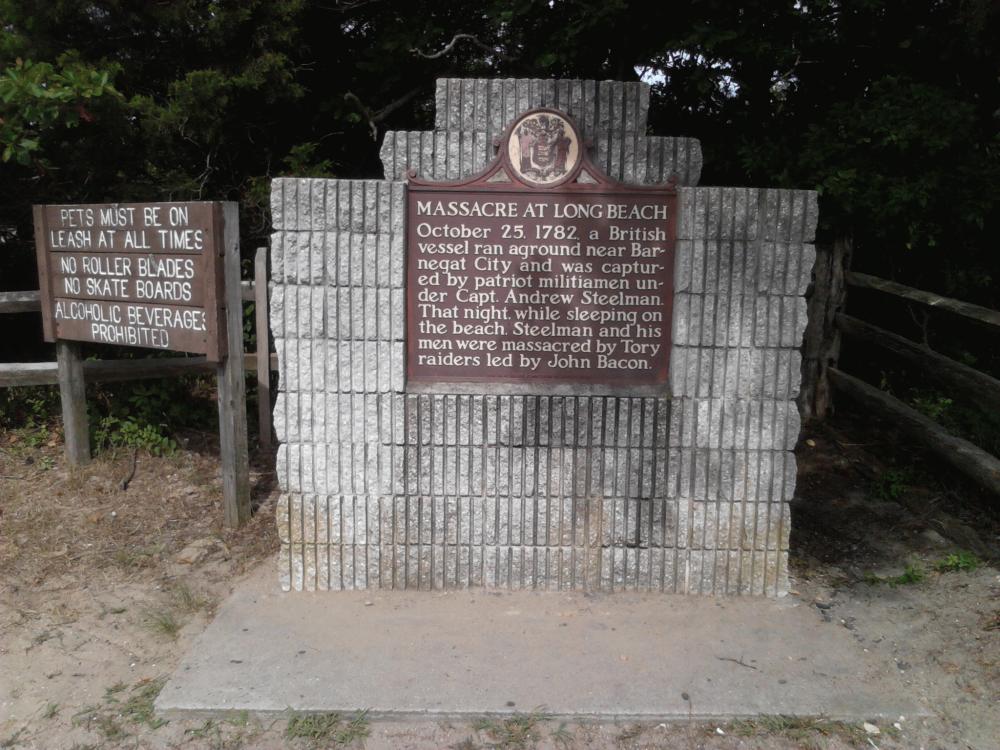 PETS MUST BE ON
LEASH AT ALL TIMES
NO ROLLER BLADES
NO SKATE BOARDS
ALCOHOLIC BEVERAGES
PROHIBITED
MASSACRE AT LONG BEACH
October 25, 1782, a British
vessel ran aground near Bar-
negat City and was captur-
ed by patriot militiamen un-
der Capt. Andrew Steelman.
That night, while sleeping on
the beach, Steelman and his
men were massacred by Tory
raiders led by John Bacon.